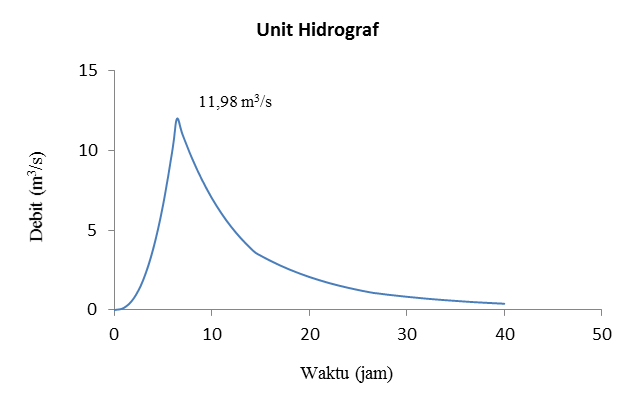 Unit Hidrograf
11,98 m³/s
Debit (m³/s)
15
10
5
0
0 10 20 30 40 50
Waktu (jam)